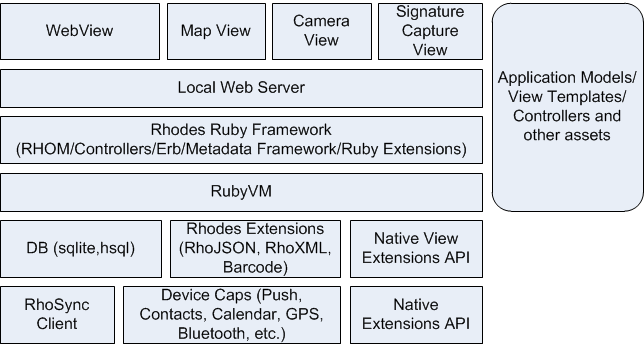 WebView
Map View
Camera
View
Signature
Capture
View
Application Models/
View Templates/
Controllers and
other assets
Local Web Server
Rhodes Ruby Framework
(RHOM/Controllers/Erb/Metadata Framework/Ruby Extensions)
RubyVM
DB (sqlite,hsql)
Rhodes Extensions
(RhoJSON, RhoXML,
Barcode)
Native View
Extensions API
RhoSync
Client
Device Caps (Push,
Contacts, Calendar, GPS,
Bluetooth, etc.)
Native
Extensions API